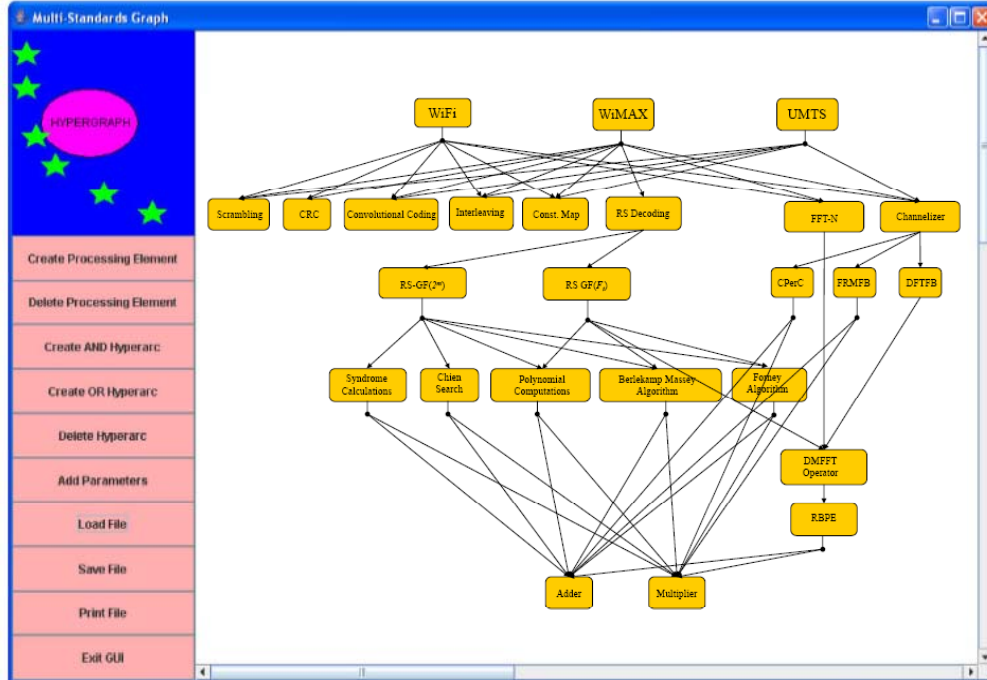 Multi-Standards Graph
HYPERGRAPH
Create Processing Element
Delete Processing Element
Create AND Hyperarc
Create OR Hyperarc
Delete Hyperarc
Add Parameters
Load File
Save File
Print File
Exit GUI
WiFi
WiMAX
UMTS
Scrambling
CRC
Convolutional Coding
Interleaving
Const. Map
RS Decoding
FFT-N
Channelizer
RS-GF(2ᵐ)
RS GF(Fₜ)
CPerC
FRMFB
DFTFB
Syndrome
Calculations
Chien
Search
Polynomial
Computations
Berlekamp Massey
Algorithm
Forney
Algorithm
DMFFT
Operator
RBPE
Adder
Multiplier